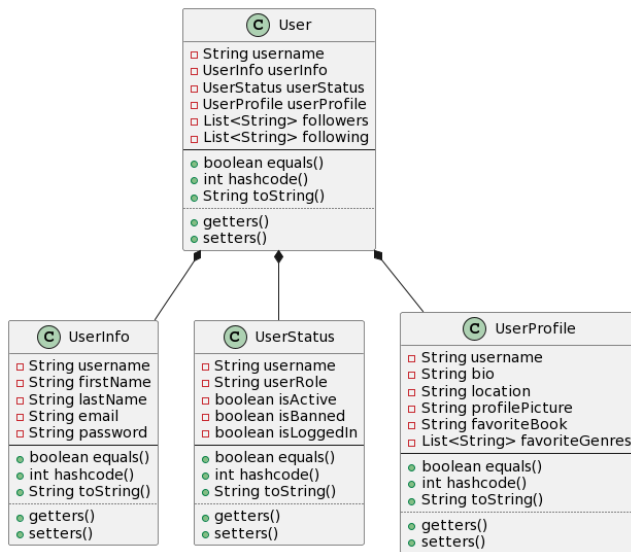 C User
String username
UserInfo userInfo
UserStatus userStatus
UserProfile userProfile
List<String> followers
List<String> following
boolean equals()
int hashcode()
String toString()
getters()
setters()
C UserInfo
String username
String firstName
String lastName
String email
String password
boolean equals()
int hashcode()
String toString()
getters()
setters()
C UserStatus
String username
String userRole
boolean isActive
boolean isBanned
boolean isLoggedIn
boolean equals()
int hashcode()
String toString()
getters()
setters()
C UserProfile
String username
String bio
String location
String profilePicture
String favoriteBook
List<String> favoriteGenres
boolean equals()
int hashcode()
String toString()
getters()
setters()